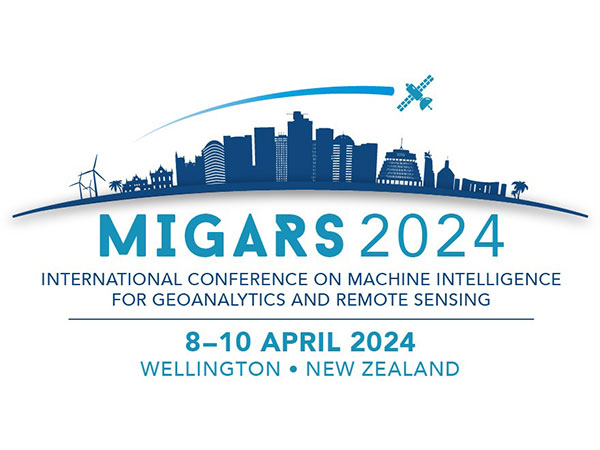 MIGARS 2024
INTERNATIONAL CONFERENCE ON MACHINE INTELLIGENCE
FOR GEOANALYTICS AND REMOTE SENSING
8–10 APRIL 2024
WELLINGTON • NEW ZEALAND